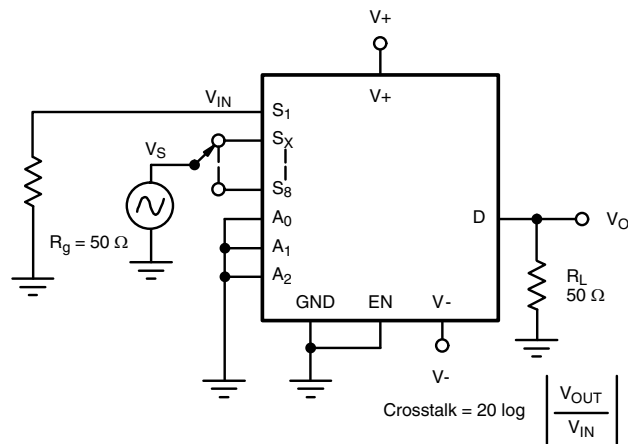 V+
V+
V_IN
S_1
S_X
V_S
S_8
A_0
D
V_O
A_1
R_g = 50 Ω
A_2
R_L
50 Ω
GND
EN
V-
V-
Crosstalk = 20 log
V_OUT
V_IN